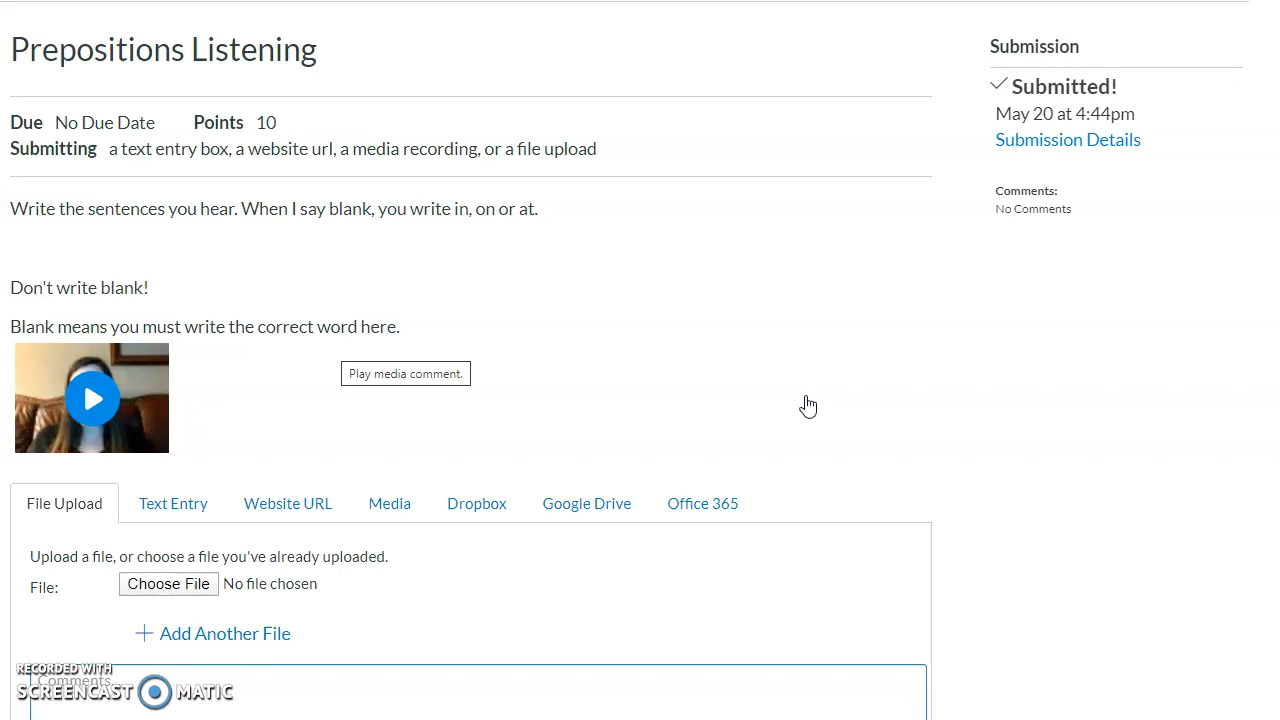 Prepositions Listening
Due No Due Date Points 10
Submitting a text entry box, a website url, a media recording, or a file upload
Write the sentences you hear. When I say blank, you write in, on or at.
Don't write blank!
Blank means you must write the correct word here.
Play media comment.
File Upload Text Entry Website URL Media Dropbox Google Drive Office 365
Upload a file, or choose a file you've already uploaded.
File: Choose File No file chosen
Add Another File
Comments
RECORDED WITH
SCREENCAST MATIC
Submission
Submitted!
May 20 at 4:44pm
Submission Details
Comments:
No Comments